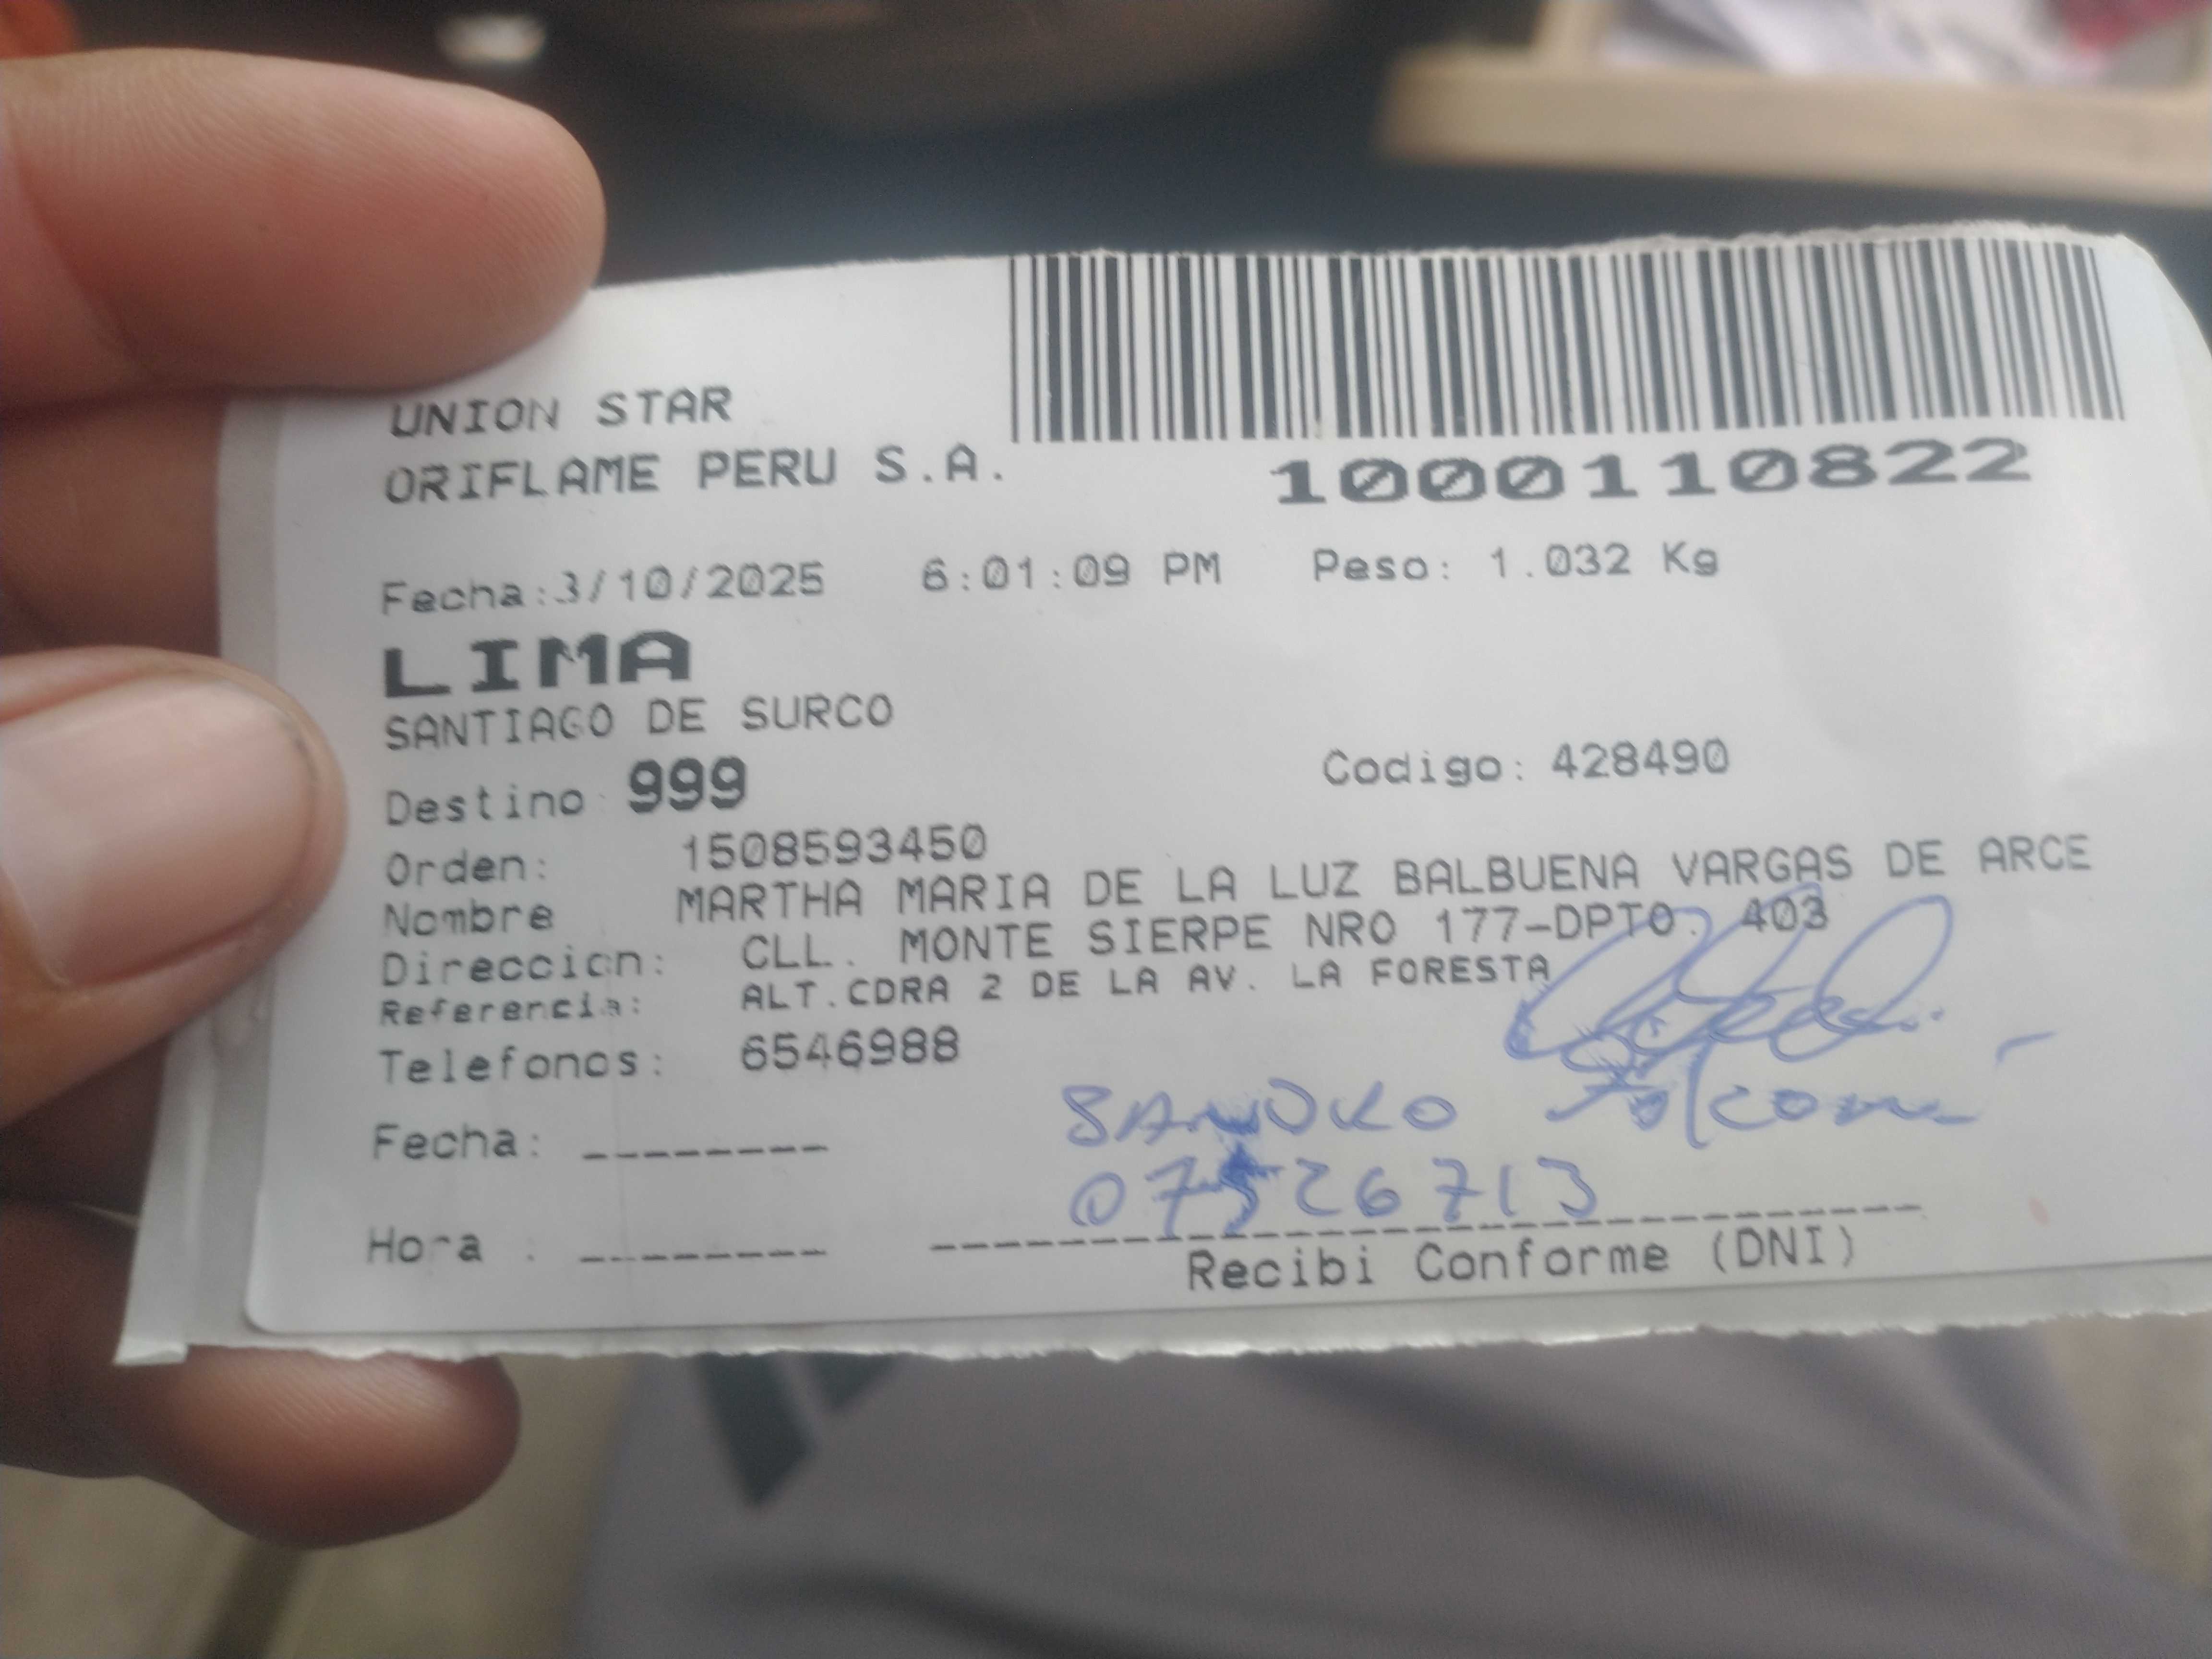 UNION STAR
ORIFLAME PERU S.A.
1000110822
Fecha:3/10/2025 6:01:09 PM Peso: 1.032 Kg
LIMA
SANTIAGO DE SURCO
Destino: 999 Codigo: 428490
Orden: 1508593450
Nombre MARTHA MARIA DE LA LUZ BALBUENA VARGAS DE ARCE
Direccion: CLL. MONTE SIERPE NRO 177-DPTO. 403
Referencia: ALT.CDRA 2 DE LA AV. LA FORESTA
Telefonos: 6546988
SANDRO
Fecha: --------
07526713
Hora : --------
Recibi Conforme (DNI)